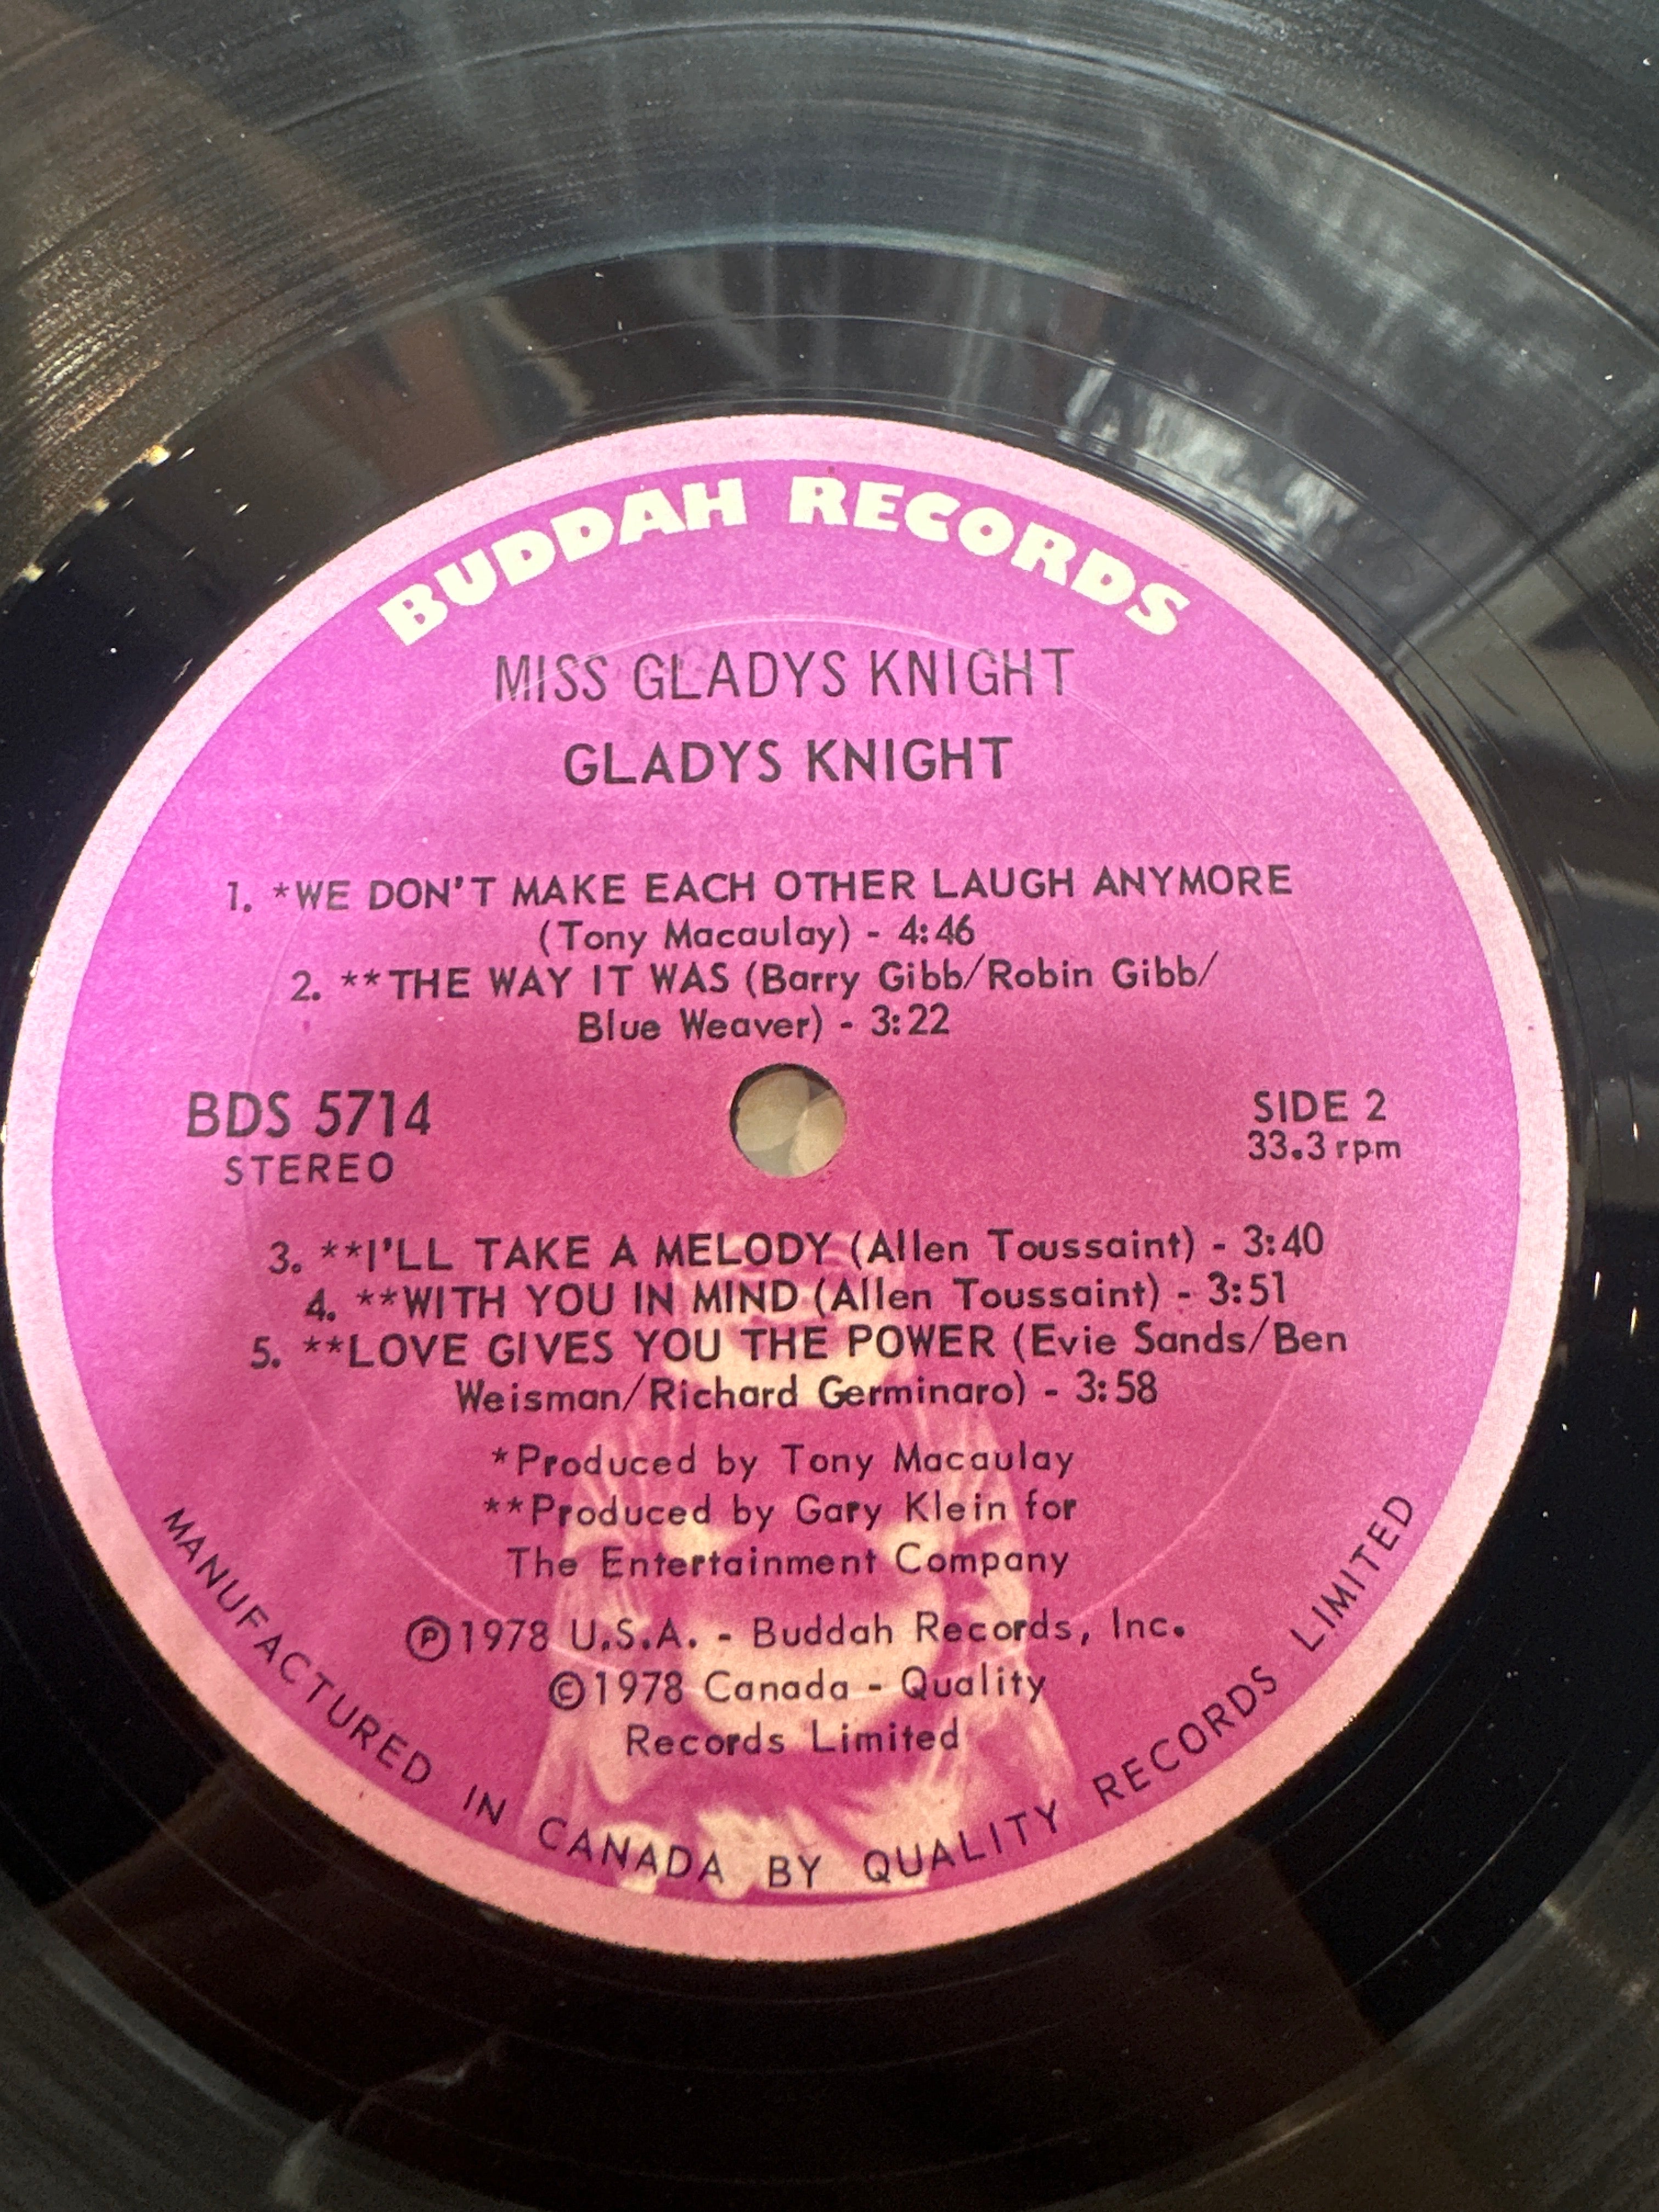 BUDDAH RECORDS
MISS GLADYS KNIGHT
GLADYS KNIGHT
1. *WE DON'T MAKE EACH OTHER LAUGH ANYMORE
(Tony Macaulay) - 4:46
2. **THE WAY IT WAS (Barry Gibb/Robin Gibb/
Blue Weaver) - 3:22
BDS 5714
STEREO
SIDE 2
33.3 rpm
3. **I'LL TAKE A MELODY (Allen Toussaint) - 3:40
4. **WITH YOU IN MIND (Allen Toussaint) - 3:51
5. **LOVE GIVES YOU THE POWER (Evie Sands/Ben
Weisman/Richard Germinaro) - 3:58
*Produced by Tony Macaulay
**Produced by Gary Klein for
The Entertainment Company
Ⓟ1978 U.S.A. - Buddah Records, Inc.
©1978 Canada - Quality
Records Limited
MANUFACTURED IN CANADA BY QUALITY RECORDS LIMITED